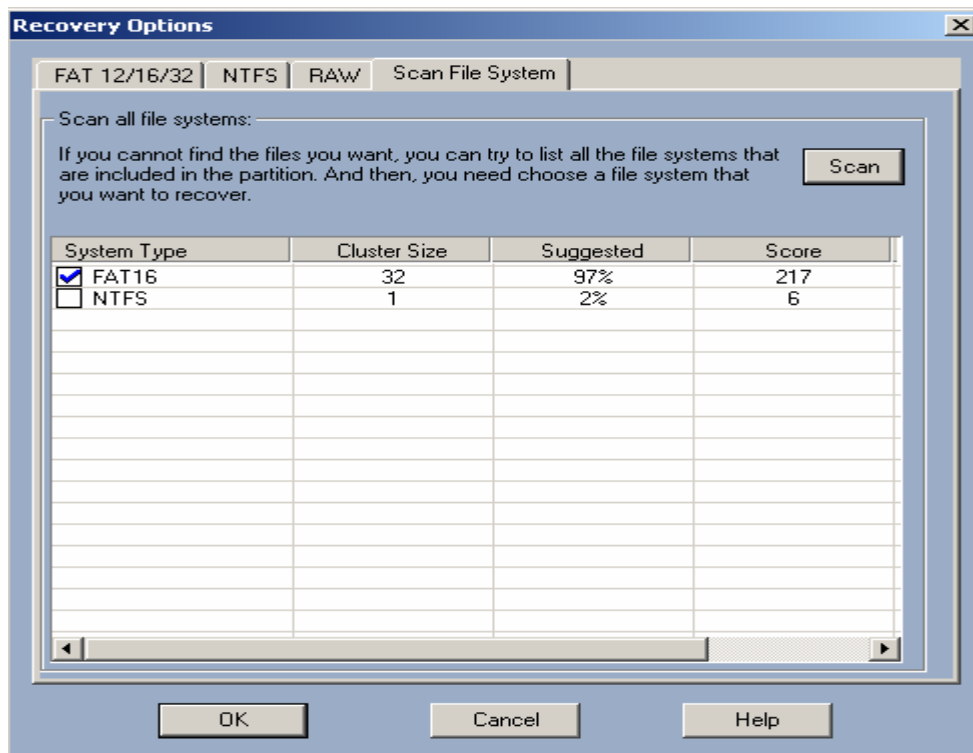 Recovery Options
FAT 12/16/32 NTFS RAW Scan File System
Scan all file systems:
If you cannot find the files you want, you can try to list all the file systems that
are included in the partition. And then, you need choose a file system that
you want to recover.
Scan
System Type Cluster Size Suggested Score
FAT16 32 97% 217
NTFS 1 2% 6
OK Cancel Help